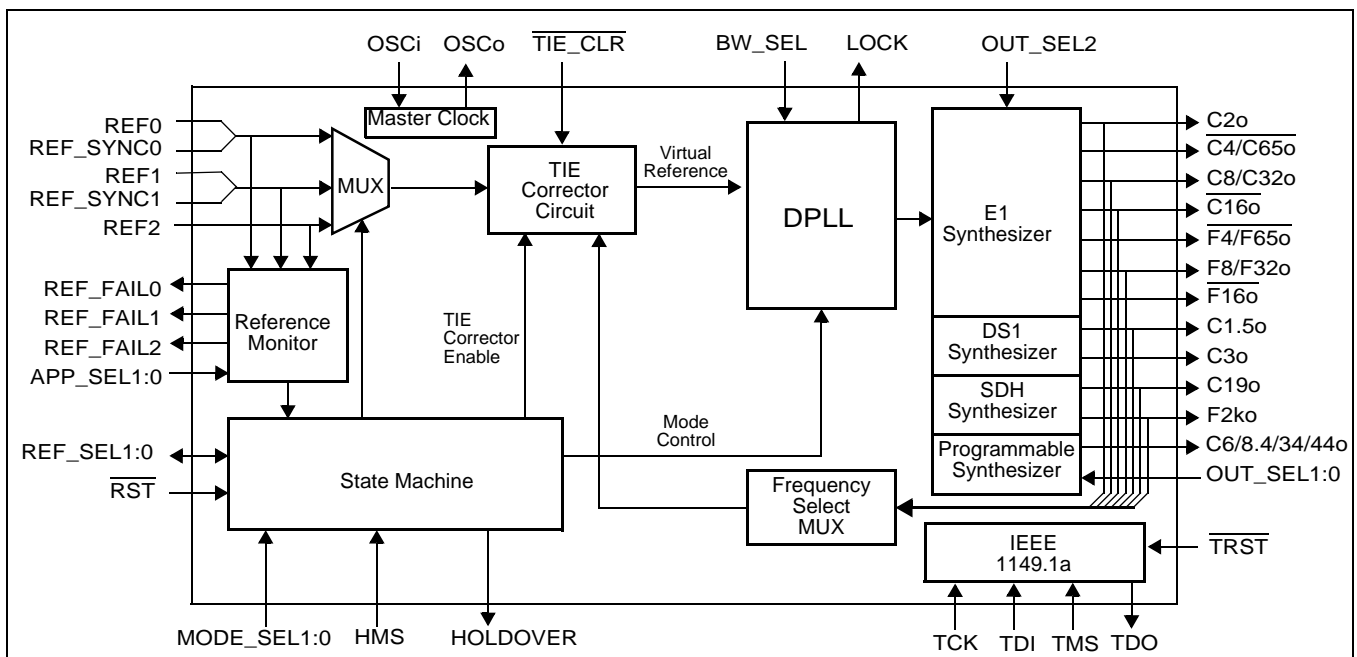 OSCi
OSCo
TIE_CLR
BW_SEL
LOCK
OUT_SEL2
Master Clock
REF0
REF_SYNC0
REF1
REF_SYNC1
REF2
MUX
TIE
Corrector
Circuit
Virtual
Reference
DPLL
E1
Synthesizer
C2o
C4/C65o
C8/C32o
C16o
F4/F65o
F8/F32o
F16o
REF_FAIL0
REF_FAIL1
REF_FAIL2
APP_SEL1:0
Reference
Monitor
TIE
Corrector
Enable
DS1
Synthesizer
C1.5o
C3o
SDH
Synthesizer
C19o
F2ko
Programmable
Synthesizer
C6/8.4/34/44o
OUT_SEL1:0
REF_SEL1:0
RST
State Machine
Mode
Control
Frequency
Select
MUX
IEEE
1149.1a
TRST
MODE_SEL1:0
HMS
HOLDOVER
TCK
TDI
TMS
TDO